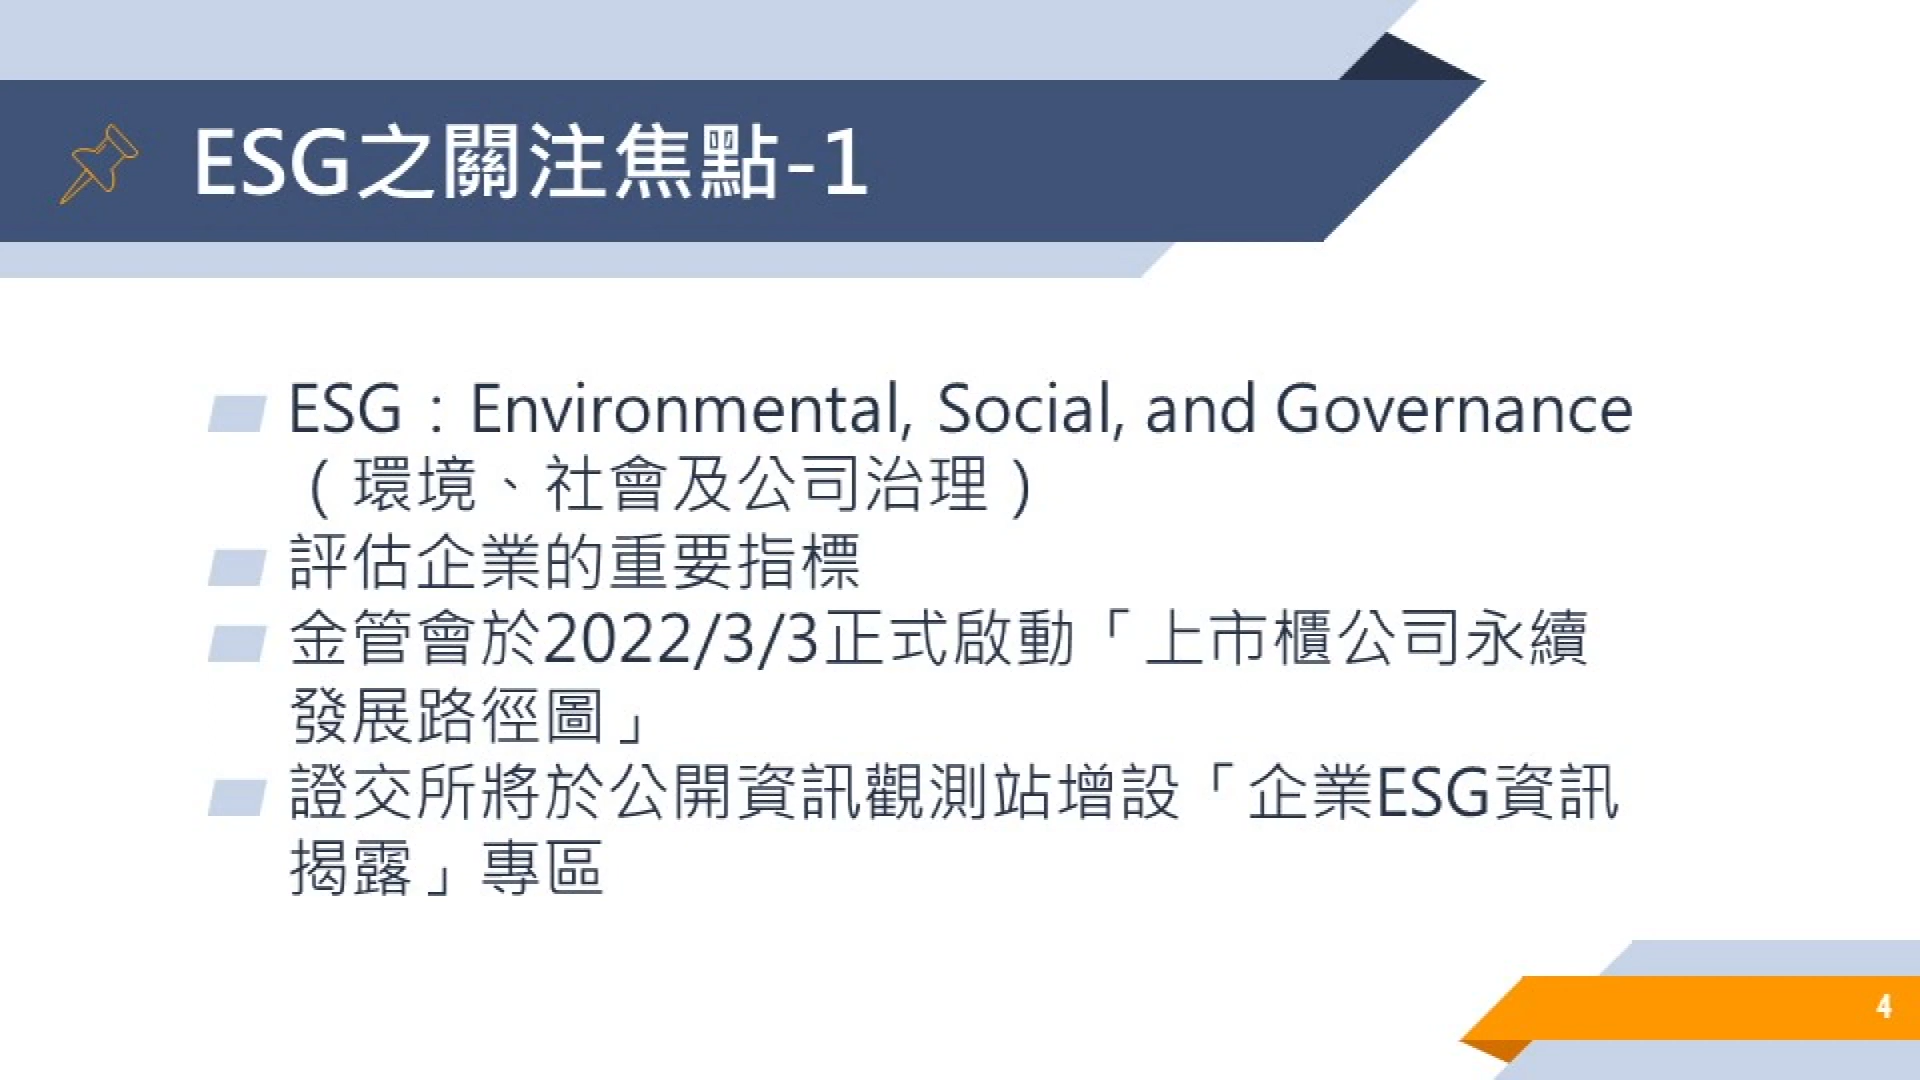 ESG之關注焦點-1
ESG：Environmental, Social, and Governance
（環境、社會及公司治理）
評估企業的重要指標
金管會於2022/3/3正式啟動「上市櫃公司永續
發展路徑圖」
證交所將於公開資訊觀測站增設「企業ESG資訊
揭露」專區
4